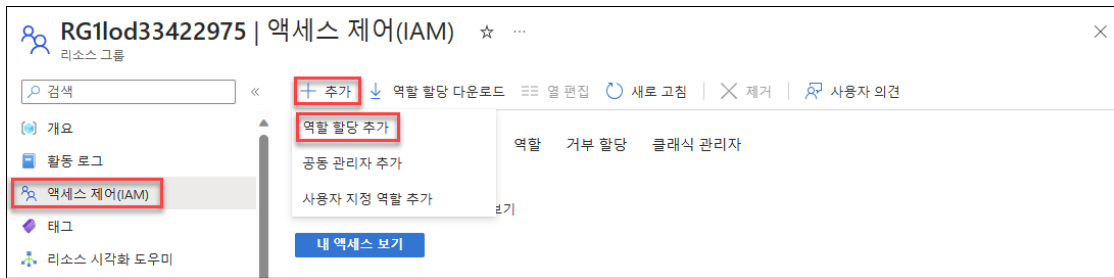 RG1lod33422975 | 액세스 제어(IAM) ☆ ···
리소스 그룹
검색
개요
활동 로그
액세스 제어(IAM)
태그
리소스 시각화 도우미
추가 역할 할당 다운로드 열 편집 새로 고침 제거 사용자 의견
역할 할당 추가
공동 관리자 추가
사용자 지정 역할 추가
역할 거부 할당 클래식 관리자
보기
내 액세스 보기